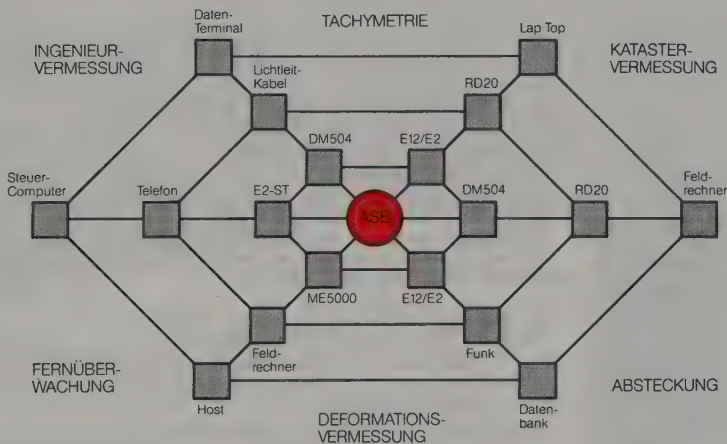 Daten-
Terminal
TACHYMETRIE
Lap Top
INGENIEUR-
VERMESSUNG
KATASTER-
VERMESSUNG
Lichtleit-
Kabel
RD20
DM504
E12/E2
Steuer-
Computer
Telefon
E2-ST
ASB
DM504
RD20
Feld-
rechner
ME5000
E12/E2
Feld-
rechner
Funk
FERNÜBER-
WACHUNG
ABSTECKUNG
Host
Daten-
bank
DEFORMATIONS-
VERMESSUNG